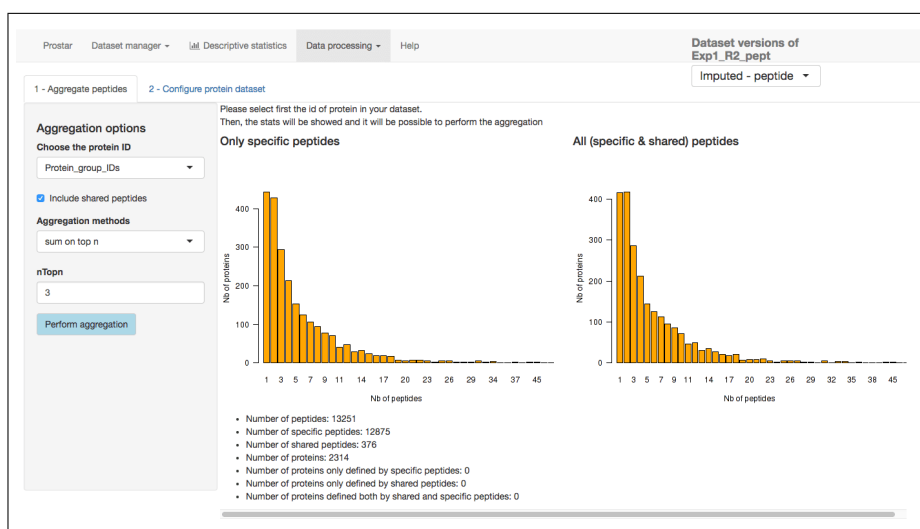 Prostar Dataset manager Descriptive statistics Data processing Help
Dataset versions of
Exp1_R2_pept
Imputed - peptide
1 - Aggregate peptides 2 - Configure protein dataset
Please select first the id of protein in your dataset.
Then, the stats will be showed and it will be possible to perform the aggregation
Aggregation options
Choose the protein ID
Protein_group_IDs
Include shared peptides
Aggregation methods
sum on top n
nTopn
3
Perform aggregation
Only specific peptides
Nb of proteins
400
300
200
100
0
1 3 5 7 9 11 14 17 20 23 26 29 34 37 45
Nb of peptides
All (specific & shared) peptides
Nb of proteins
400
300
200
100
0
1 3 5 7 9 11 14 17 20 23 26 29 32 35 38 45
Nb of peptides
• Number of peptides: 13251
• Number of specific peptides: 12875
• Number of shared peptides: 376
• Number of proteins: 2314
• Number of proteins only defined by specific peptides: 0
• Number of proteins only defined by shared peptides: 0
• Number of proteins defined both by shared and specific peptides: 0